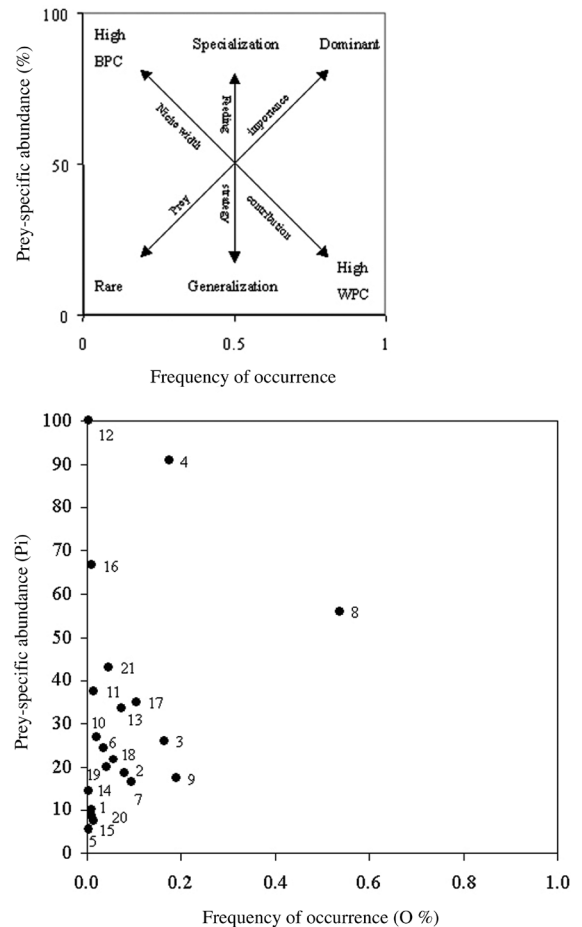 100
High
BPC
Specialization
Dominant
Niche width
Feeding
importance
Prey-specific abundance (%)
50
Prey
strategy
contribution
High
WPC
Rare
Generalization
0
0
0.5
1
Frequency of occurrence
100
12
4
90
80
70
16
60
8
50
Prey-specific abundance (Pi)
21
40
11
17
13
30
10
3
6
18
20
19
2
9
14
7
10
1
20
15
0
5
0.0
0.2
0.4
0.6
0.8
1.0
Frequency of occurrence (O %)